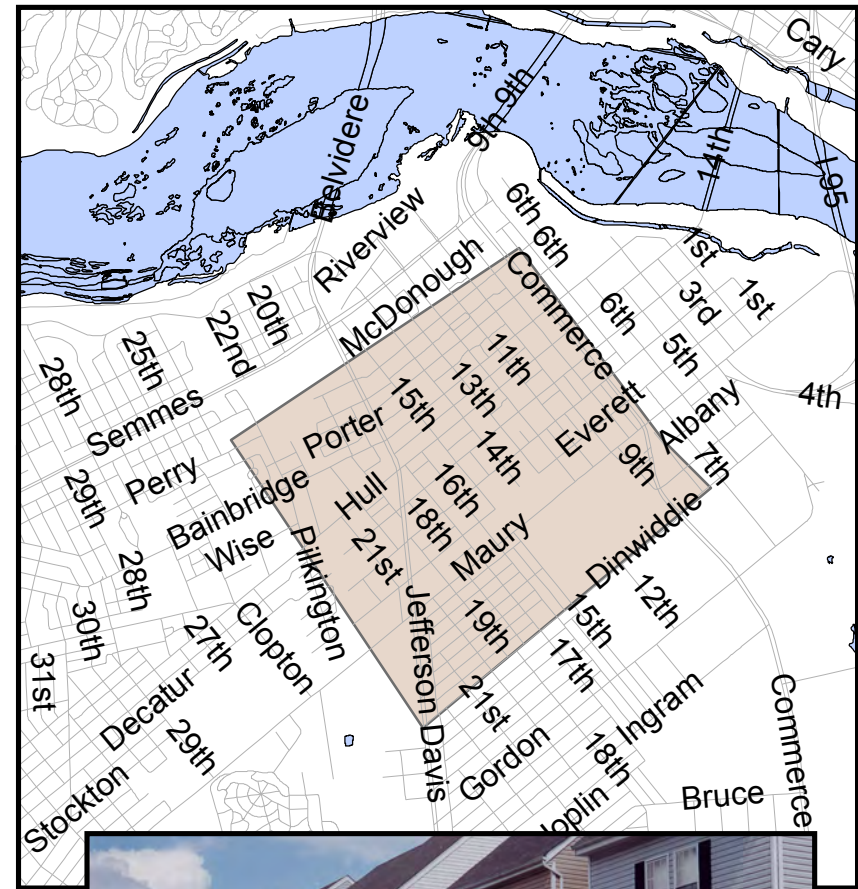 Cary
9th 9th
Belvidere
14th
I-95
Riverview
6th 6th
1st
McDonough
Commerce
3rd
1st
20th
22nd
6th
25th
11th
5th
28th
13th
4th
15th
Semmes
Porter
Everett
Albany
14th
9th
7th
Perry
Bainbridge
Hull
16th
29th
18th
Wise
Maury
Dinwiddie
21st
Pilkington
28th
12th
Jefferson
15th
30th
27th
Clopton
19th
17th
31st
Decatur
21st
Ingram
29th
Commerce
Davis
Gordon
18th
Stockton
Bruce